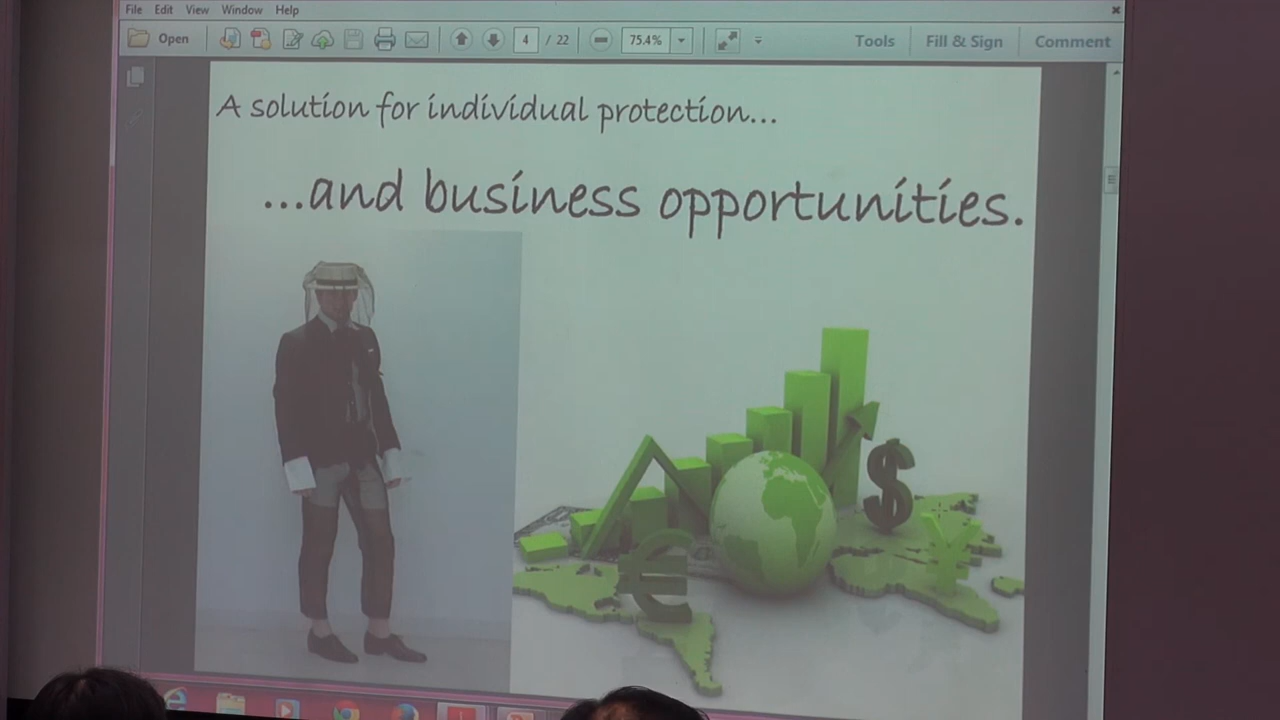 File Edit View Window Help
Open 4 / 22 75.4% Tools Fill & Sign Comment
A solution for individual protection...
...and business opportunities.
$
€
¥